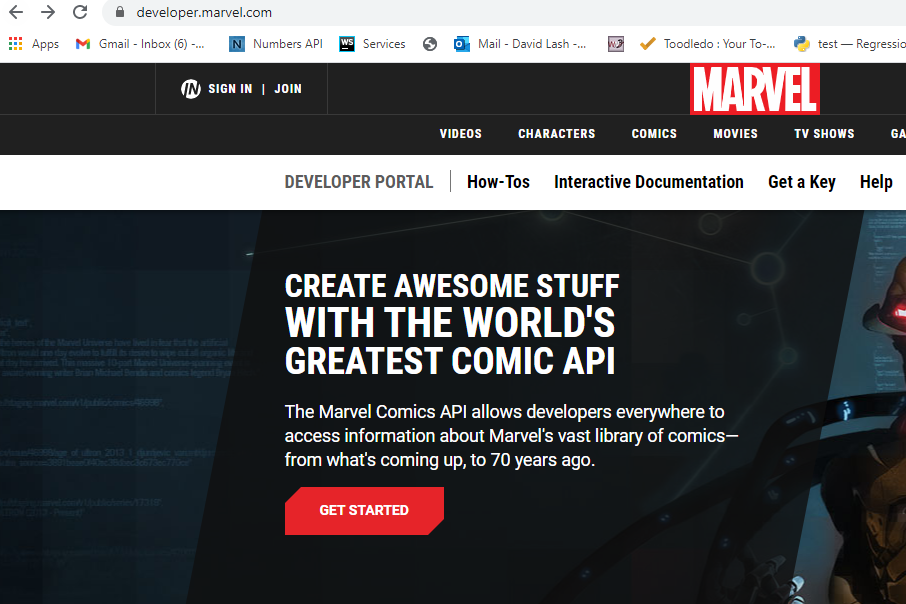 developer.marvel.com
Apps Gmail - Inbox (6) -... Numbers API Services Mail - David Lash -... Toodledo : Your To-... test — Regressio
IN SIGN IN | JOIN
MARVEL
VIDEOS CHARACTERS COMICS MOVIES TV SHOWS GA
DEVELOPER PORTAL How-Tos Interactive Documentation Get a Key Help
CREATE AWESOME STUFF
WITH THE WORLD'S
GREATEST COMIC API
The Marvel Comics API allows developers everywhere to
access information about Marvel's vast library of comics—
from what's coming up, to 70 years ago.
GET STARTED